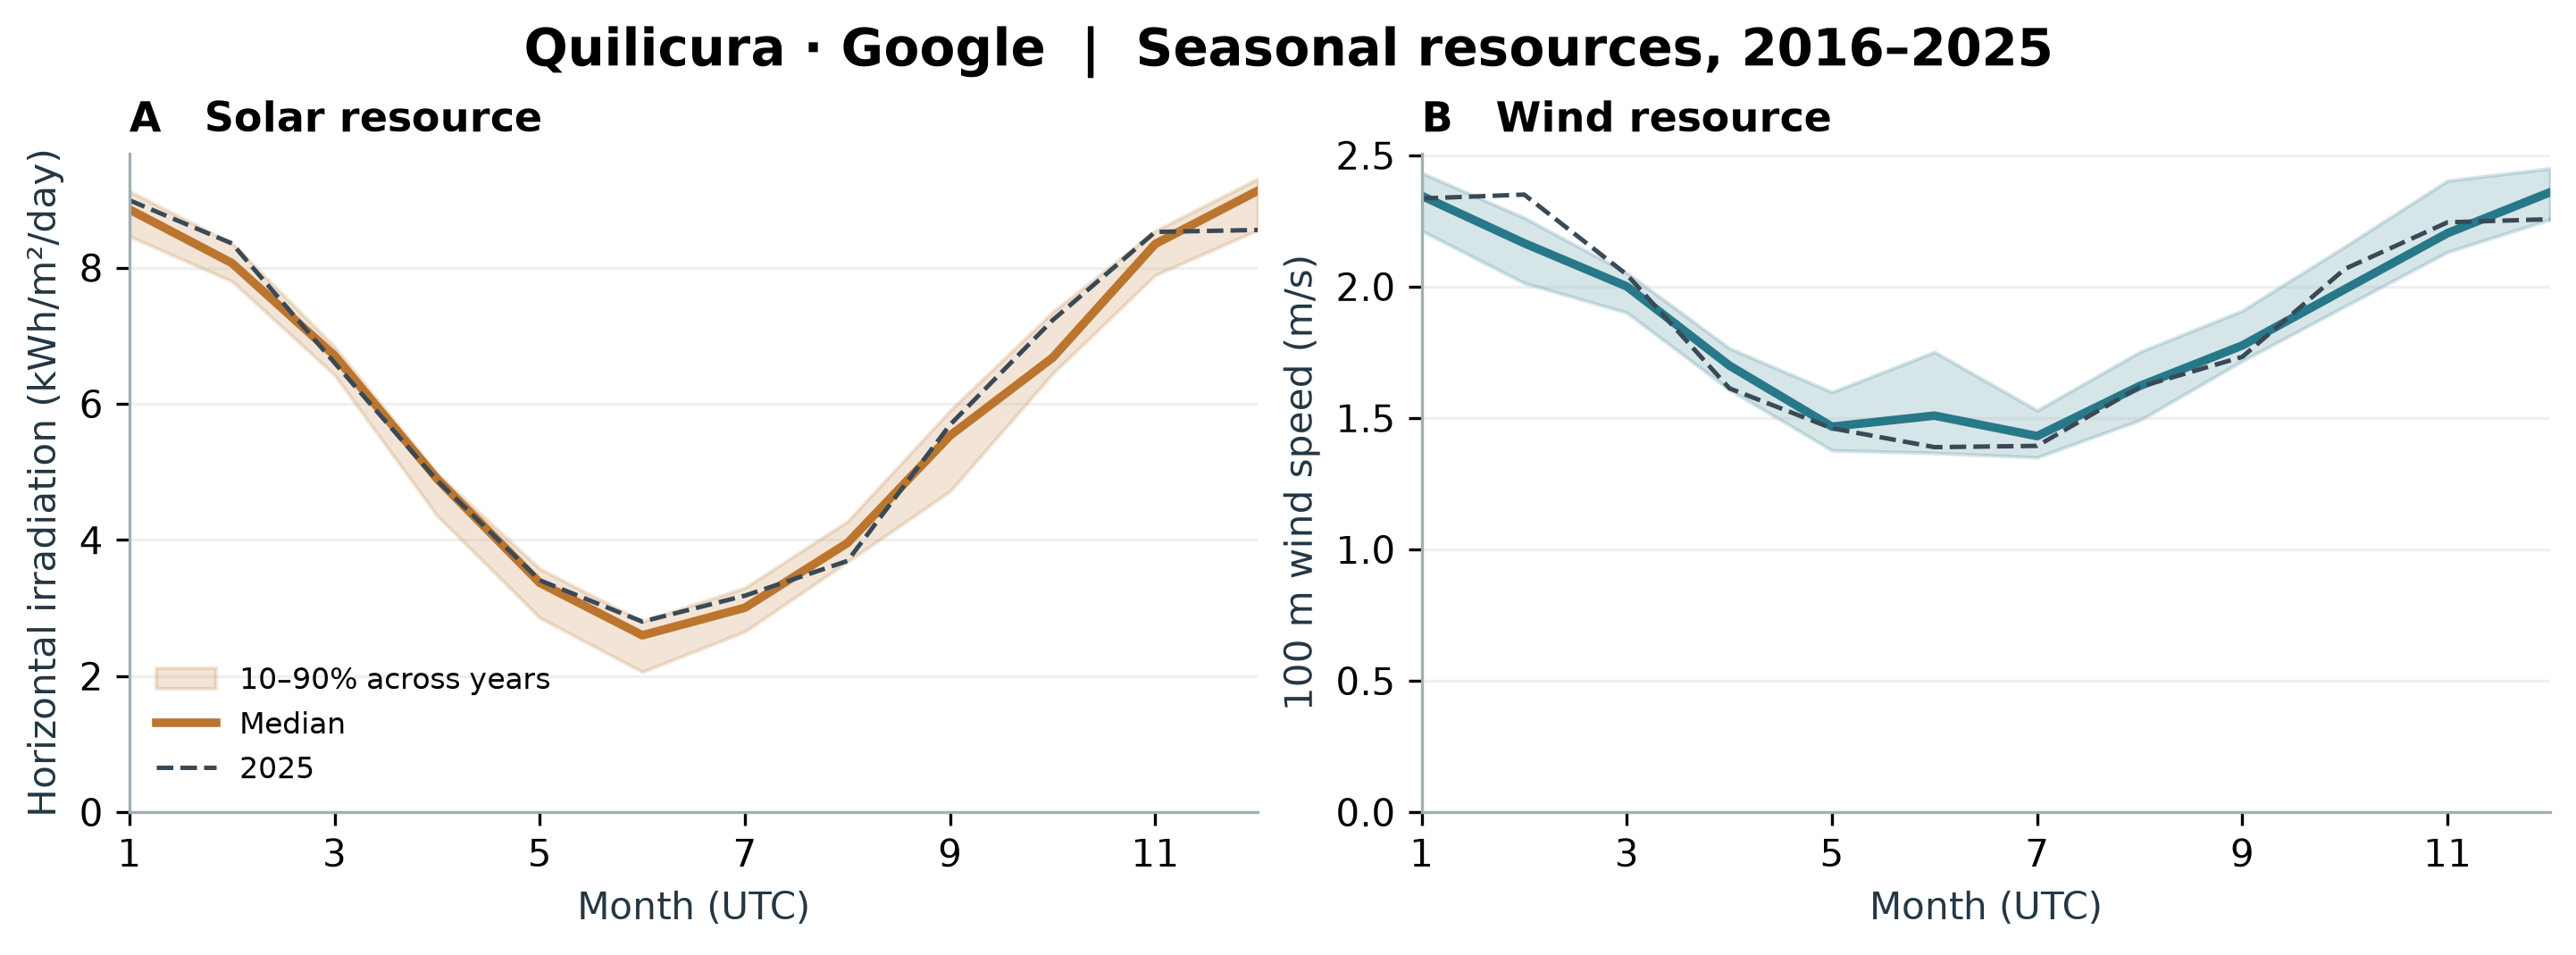 Quilicura · Google | Seasonal resources, 2016–2025
A Solar resource
Horizontal irradiation (kWh/m²/day)
8
6
4
2
0
10–90% across years
Median
2025
1 3 5 7 9 11
Month (UTC)
B Wind resource
100 m wind speed (m/s)
2.5
2.0
1.5
1.0
0.5
0.0
1 3 5 7 9 11
Month (UTC)